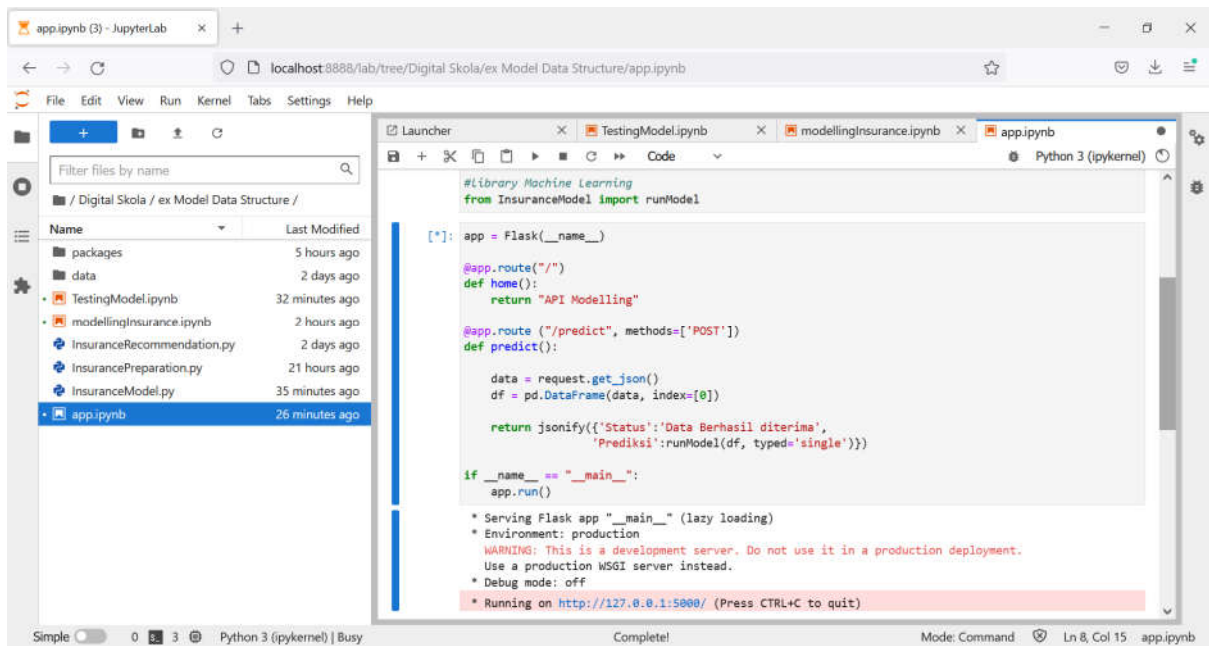 app.ipynb (3) - JupyterLab
localhost:8888/lab/tree/Digital Skola/ex Model Data Structure/app.ipynb
File Edit View Run Kernel Tabs Settings Help
Launcher
TestingModel.ipynb
modellingInsurance.ipynb
app.ipynb
Code
Python 3 (ipykernel)
Filter files by name
/ Digital Skola / ex Model Data Structure /
Name Last Modified
packages 5 hours ago
data 2 days ago
TestingModel.ipynb 32 minutes ago
modellingInsurance.ipynb 2 hours ago
InsuranceRecommendation.py 2 days ago
InsurancePreparation.py 21 hours ago
InsuranceModel.py 35 minutes ago
app.ipynb 26 minutes ago
#Library Machine Learning
from InsuranceModel import runModel
[*]: app = Flask(__name__)
@app.route("/")
def home():
    return "API Modelling"
@app.route ("/predict", methods=['POST'])
def predict():
    data = request.get_json()
    df = pd.DataFrame(data, index=[0])
    return jsonify({'Status':'Data Berhasil diterima',
                    'Prediksi':runModel(df, typed='single')})
if __name__ == "__main__":
    app.run()
* Serving Flask app "__main__" (lazy loading)
* Environment: production
WARNING: This is a development server. Do not use it in a production deployment.
Use a production WSGI server instead.
* Debug mode: off
* Running on http://127.0.0.1:5000/ (Press CTRL+C to quit)
Simple 0 3 Python 3 (ipykernel) | Busy Complete! Mode: Command Ln 8, Col 15 app.ipynb